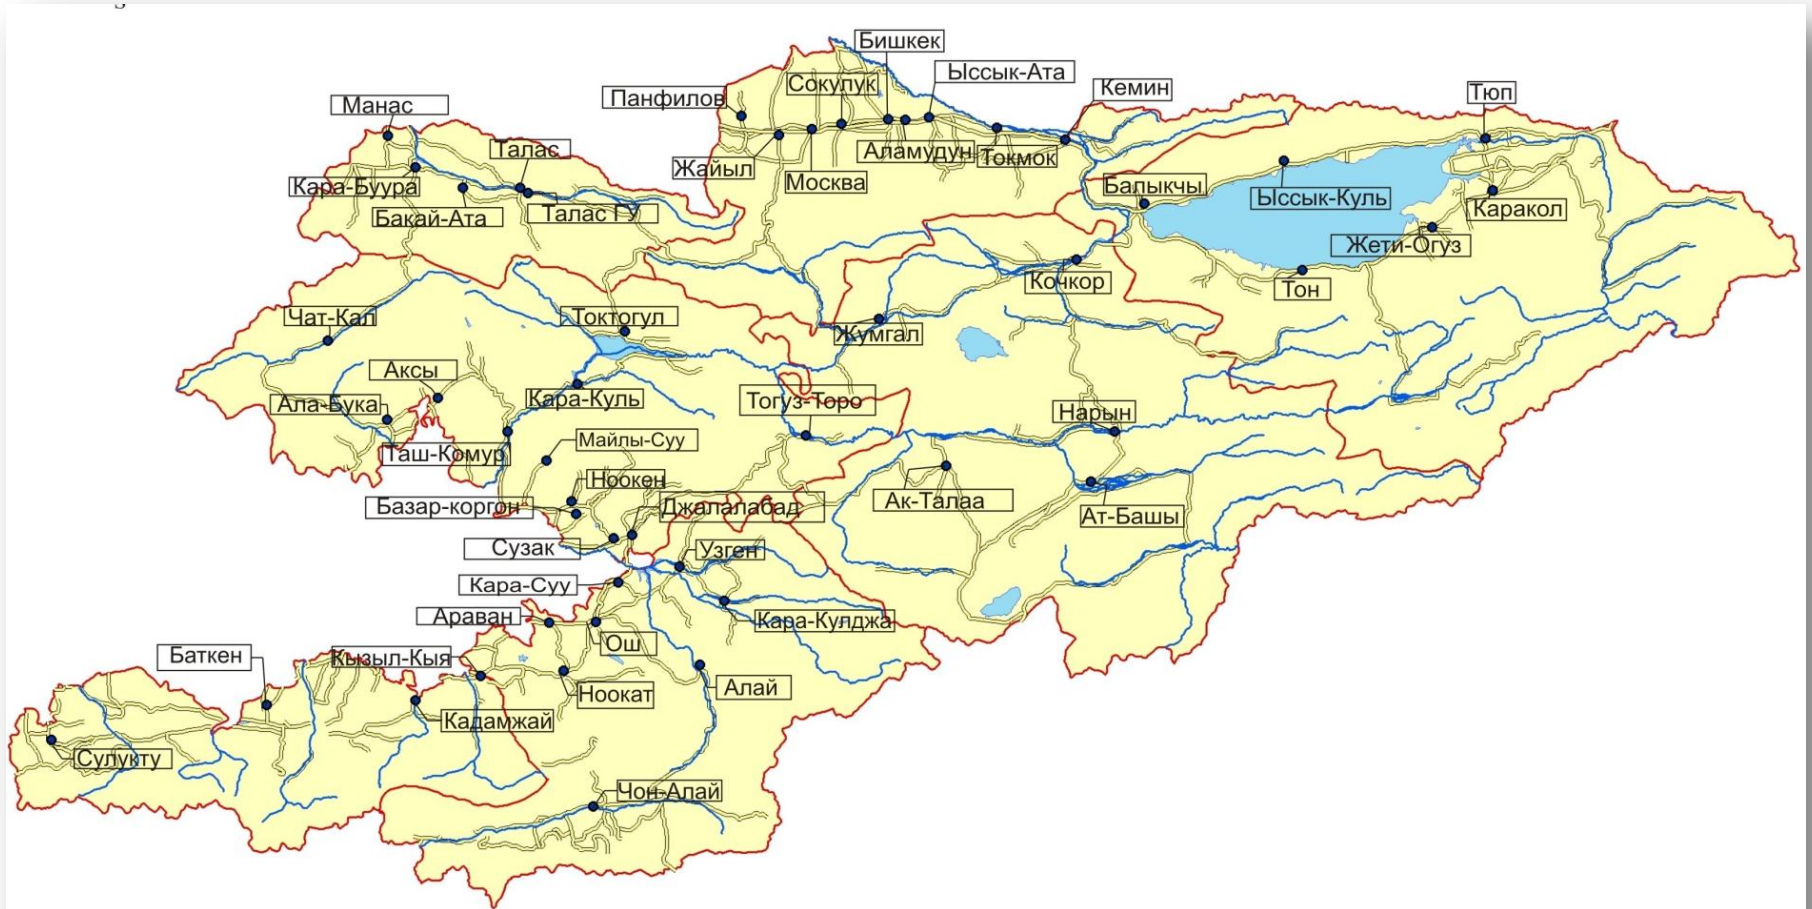 Бишкек
Ыссык-Ата
Сокулук
Кемин
Тюп
Панфилов
Манас
Талас
Аламудун
Токмок
Жайыл
Москва
Кара-Буура
Балыкчы
Ыссык-Куль
Каракол
Бакай-Ата
Талас ГУ
Жети-Огуз
Кочкор
Тон
Чат-Кал
Токтогул
Жумгал
Аксы
Кара-Куль
Тогуз-Торо
Ала-Бука
Нарын
Майлы-Суу
Таш-Комур
Ноокен
Ак-Талаа
Базар-коргон
Джалалабад
Ат-Башы
Сузак
Узген
Кара-Суу
Араван
Кара-Кулджа
Ош
Баткен
Кызыл-Кыя
Алай
Ноокат
Кадамжай
Сулукту
Чон-Алай